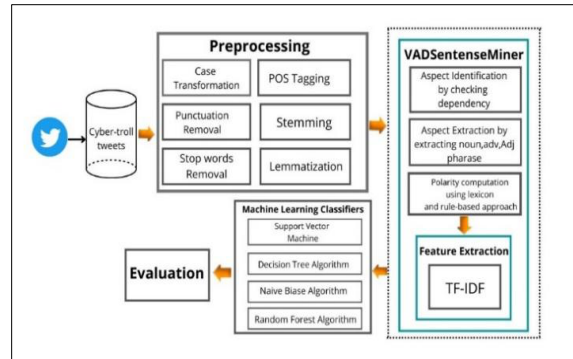 Preprocessing
Case
Transformation
POS Tagging
Punctuation
Removal
Stemming
Stop words
Removal
Lemmatization
Cyber-troll
tweets
VADSentenseMiner
Aspect Identification
by checking
dependency
Aspect Extraction by
extracting noun,adv,Adj
pharase
Polarity computation
using lexicon
and rule-based approach
Feature Extraction
TF-IDF
Machine Learning Classifiers
Support Vector
Machine
Decision Tree Algorithm
Naive Biase Algorithm
Random Forest Algorithm
Evaluation